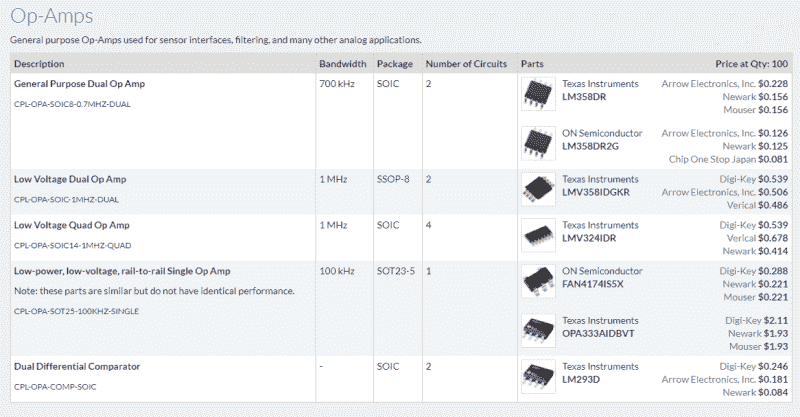 Op-Amps
General purpose Op-Amps used for sensor interfaces, filtering, and many other analog applications.
Description Bandwidth Package Number of Circuits Parts Price at Qty: 100
General Purpose Dual Op Amp 700 kHz SOIC 2 Texas Instruments Arrow Electronics, Inc. $0.228
CPL-OPA-SOIC8-0.7MHZ-DUAL LM358DR Newark $0.156
Mouser $0.156
ON Semiconductor Arrow Electronics, Inc. $0.126
LM358DR2G Newark $0.125
Chip One Stop Japan $0.081
Low Voltage Dual Op Amp 1 MHz SSOP-8 2 Texas Instruments Digi-Key $0.539
CPL-OPA-SOIC-1MHZ-DUAL LMV358IDGKR Arrow Electronics, Inc. $0.506
Verical $0.486
Low Voltage Quad Op Amp 1 MHz SOIC 4 Texas Instruments Digi-Key $0.539
CPL-OPA-SOIC14-1MHZ-QUAD LMV324IDR Verical $0.678
Newark $0.414
Low-power, low-voltage, rail-to-rail Single Op Amp 100 kHz SOT23-5 1 ON Semiconductor Digi-Key $0.288
Note: these parts are similar but do not have identical performance. FAN4174IS5X Newark $0.221
CPL-OPA-SOT25-100KHZ-SINGLE Mouser $0.221
Texas Instruments Digi-Key $2.11
OPA333AIDBVT Newark $1.93
Mouser $1.93
Dual Differential Comparator - SOIC 2 Texas Instruments Digi-Key $0.246
CPL-OPA-COMP-SOIC LM293D Arrow Electronics, Inc. $0.181
Newark $0.084